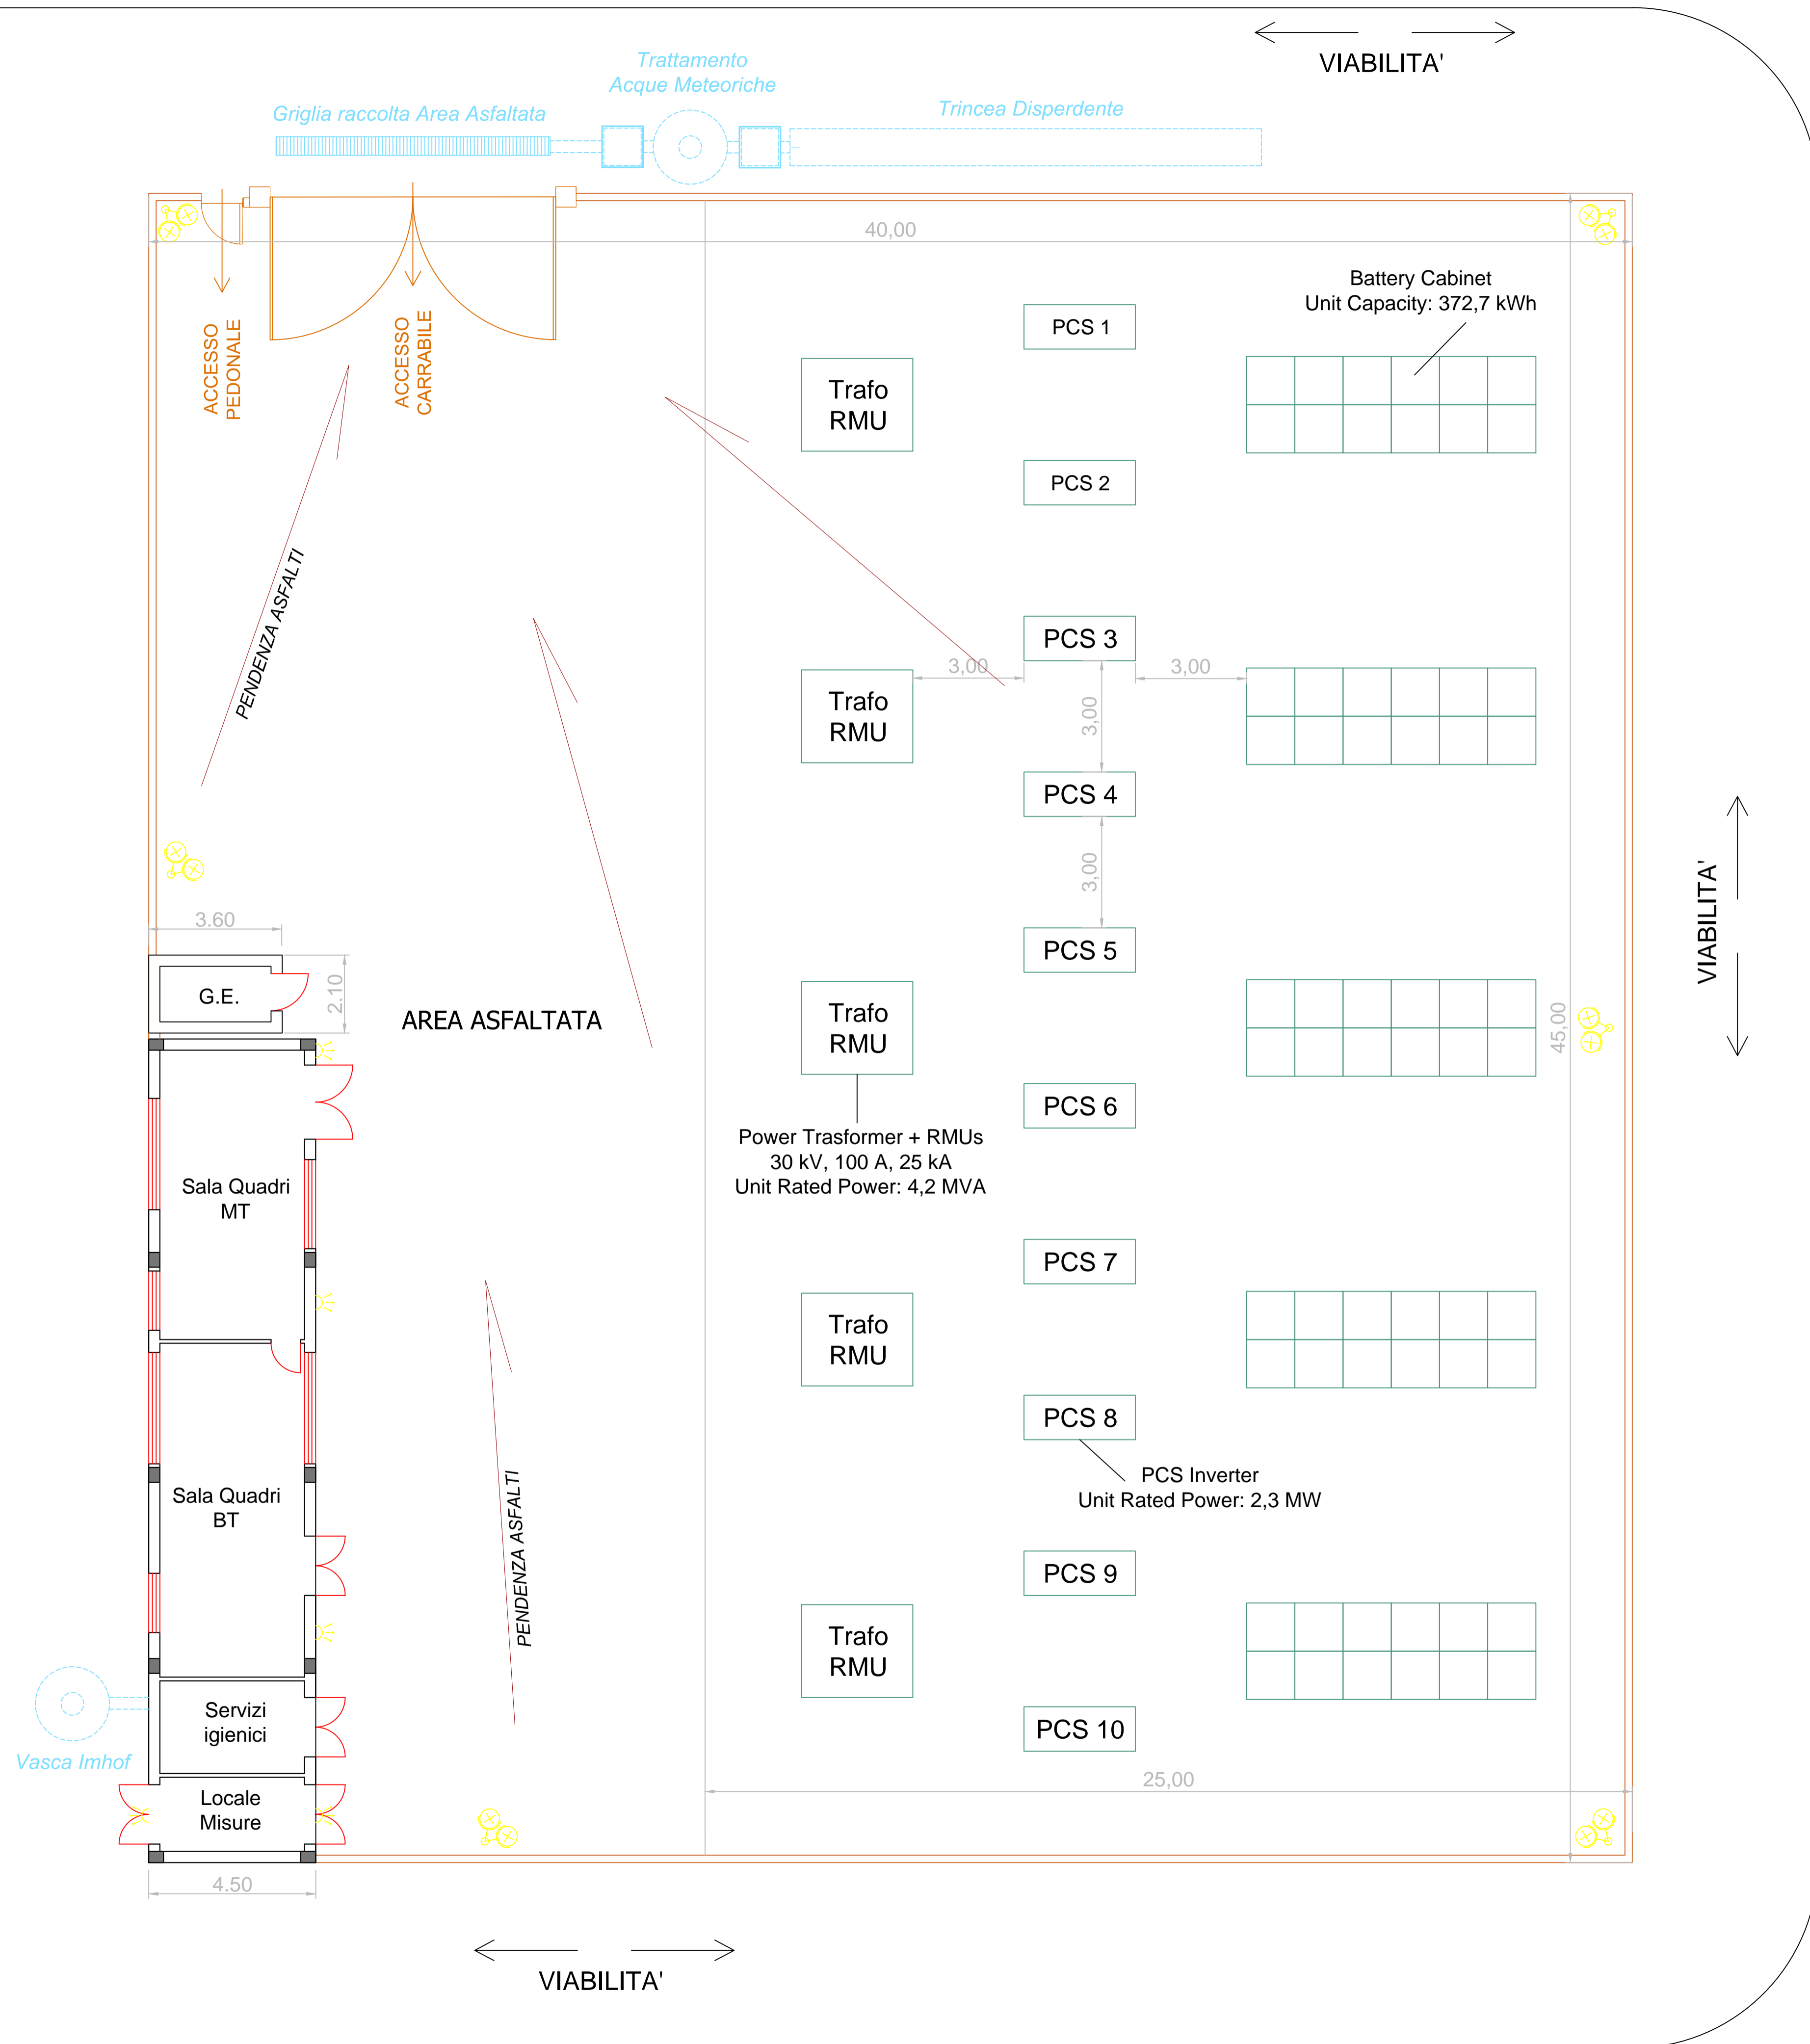 VIABILITA'
Trattamento
Acque Meteoriche
Griglia raccolta Area Asfaltata
Trincea Disperdente
40,00
ACCESSO
PEDONALE
ACCESSO
CARRABILE
Battery Cabinet
Unit Capacity: 372,7 kWh
PCS 1
Trafo
RMU
PCS 2
PENDENZA ASFALTI
PCS 3
3,00
3,00
Trafo
RMU
3,00
PCS 4
3,00
VIABILITA'
3.60
PCS 5
G.E.
2.10
AREA ASFALTATA
Trafo
RMU
45,00
PCS 6
Power Trasformer + RMUs
30 kV, 100 A, 25 kA
Unit Rated Power: 4,2 MVA
Sala Quadri
MT
PCS 7
Trafo
RMU
PCS 8
PCS Inverter
Unit Rated Power: 2,3 MW
Sala Quadri
BT
PENDENZA ASFALTI
PCS 9
Trafo
RMU
Servizi
igienici
PCS 10
Vasca Imhof
25,00
Locale
Misure
4.50
VIABILITA'